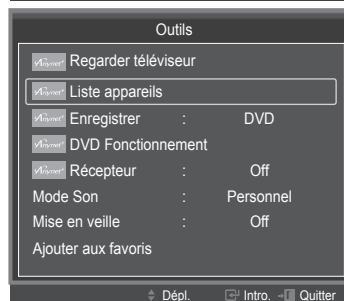 Outils
Anynet+ Regarder téléviseur
Anynet+ Liste appareils
Anynet+ Enregistrer : DVD
Anynet+ DVD Fonctionnement
Anynet+ Récepteur : Off
Mode Son : Personnel
Mise en veille : Off
Ajouter aux favoris
Dépl. Intro. Quitter